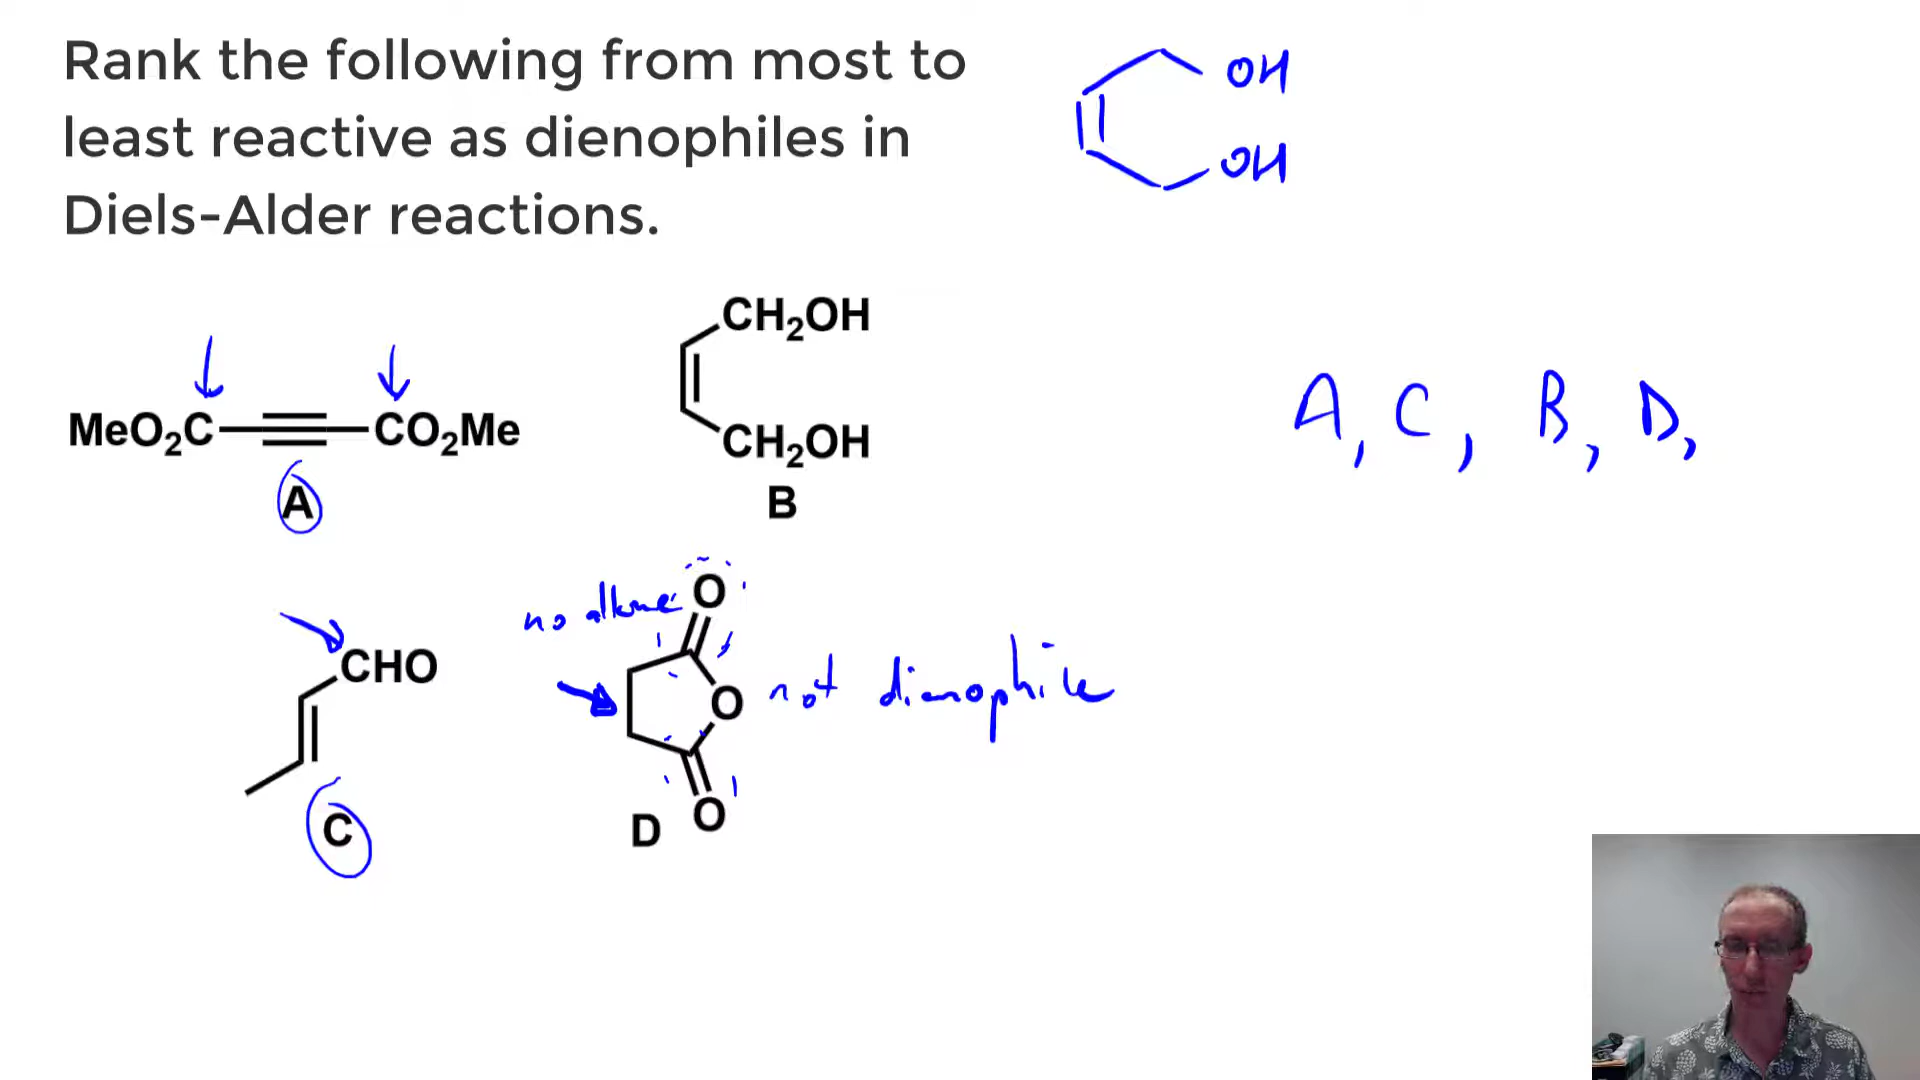 Rank the following from most to
least reactive as dienophiles in
Diels-Alder reactions.
OH
OH
CH₂OH
MeO₂C CO₂Me
CH₂OH
A
B
A, C, B, D,
no alkene
O
CHO
O
not dienophile
O
C
D